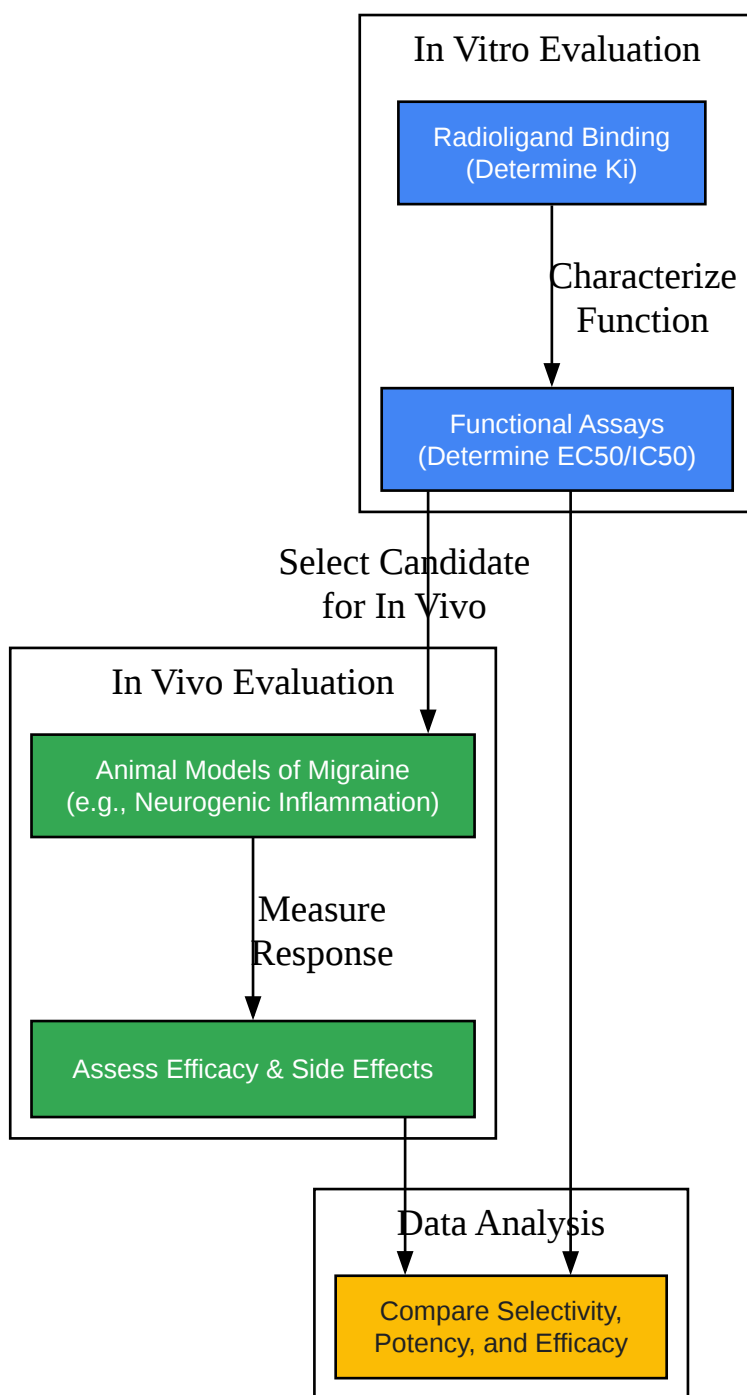 In Vitro Evaluation
Radioligand Binding
(Determine Ki)
Characterize
Function
Functional Assays
(Determine EC50/IC50)
Select Candidate
for In Vivo
In Vivo Evaluation
Animal Models of Migraine
(e.g., Neurogenic Inflammation)
Measure
Response
Assess Efficacy & Side Effects
Data Analysis
Compare Selectivity,
Potency, and Efficacy